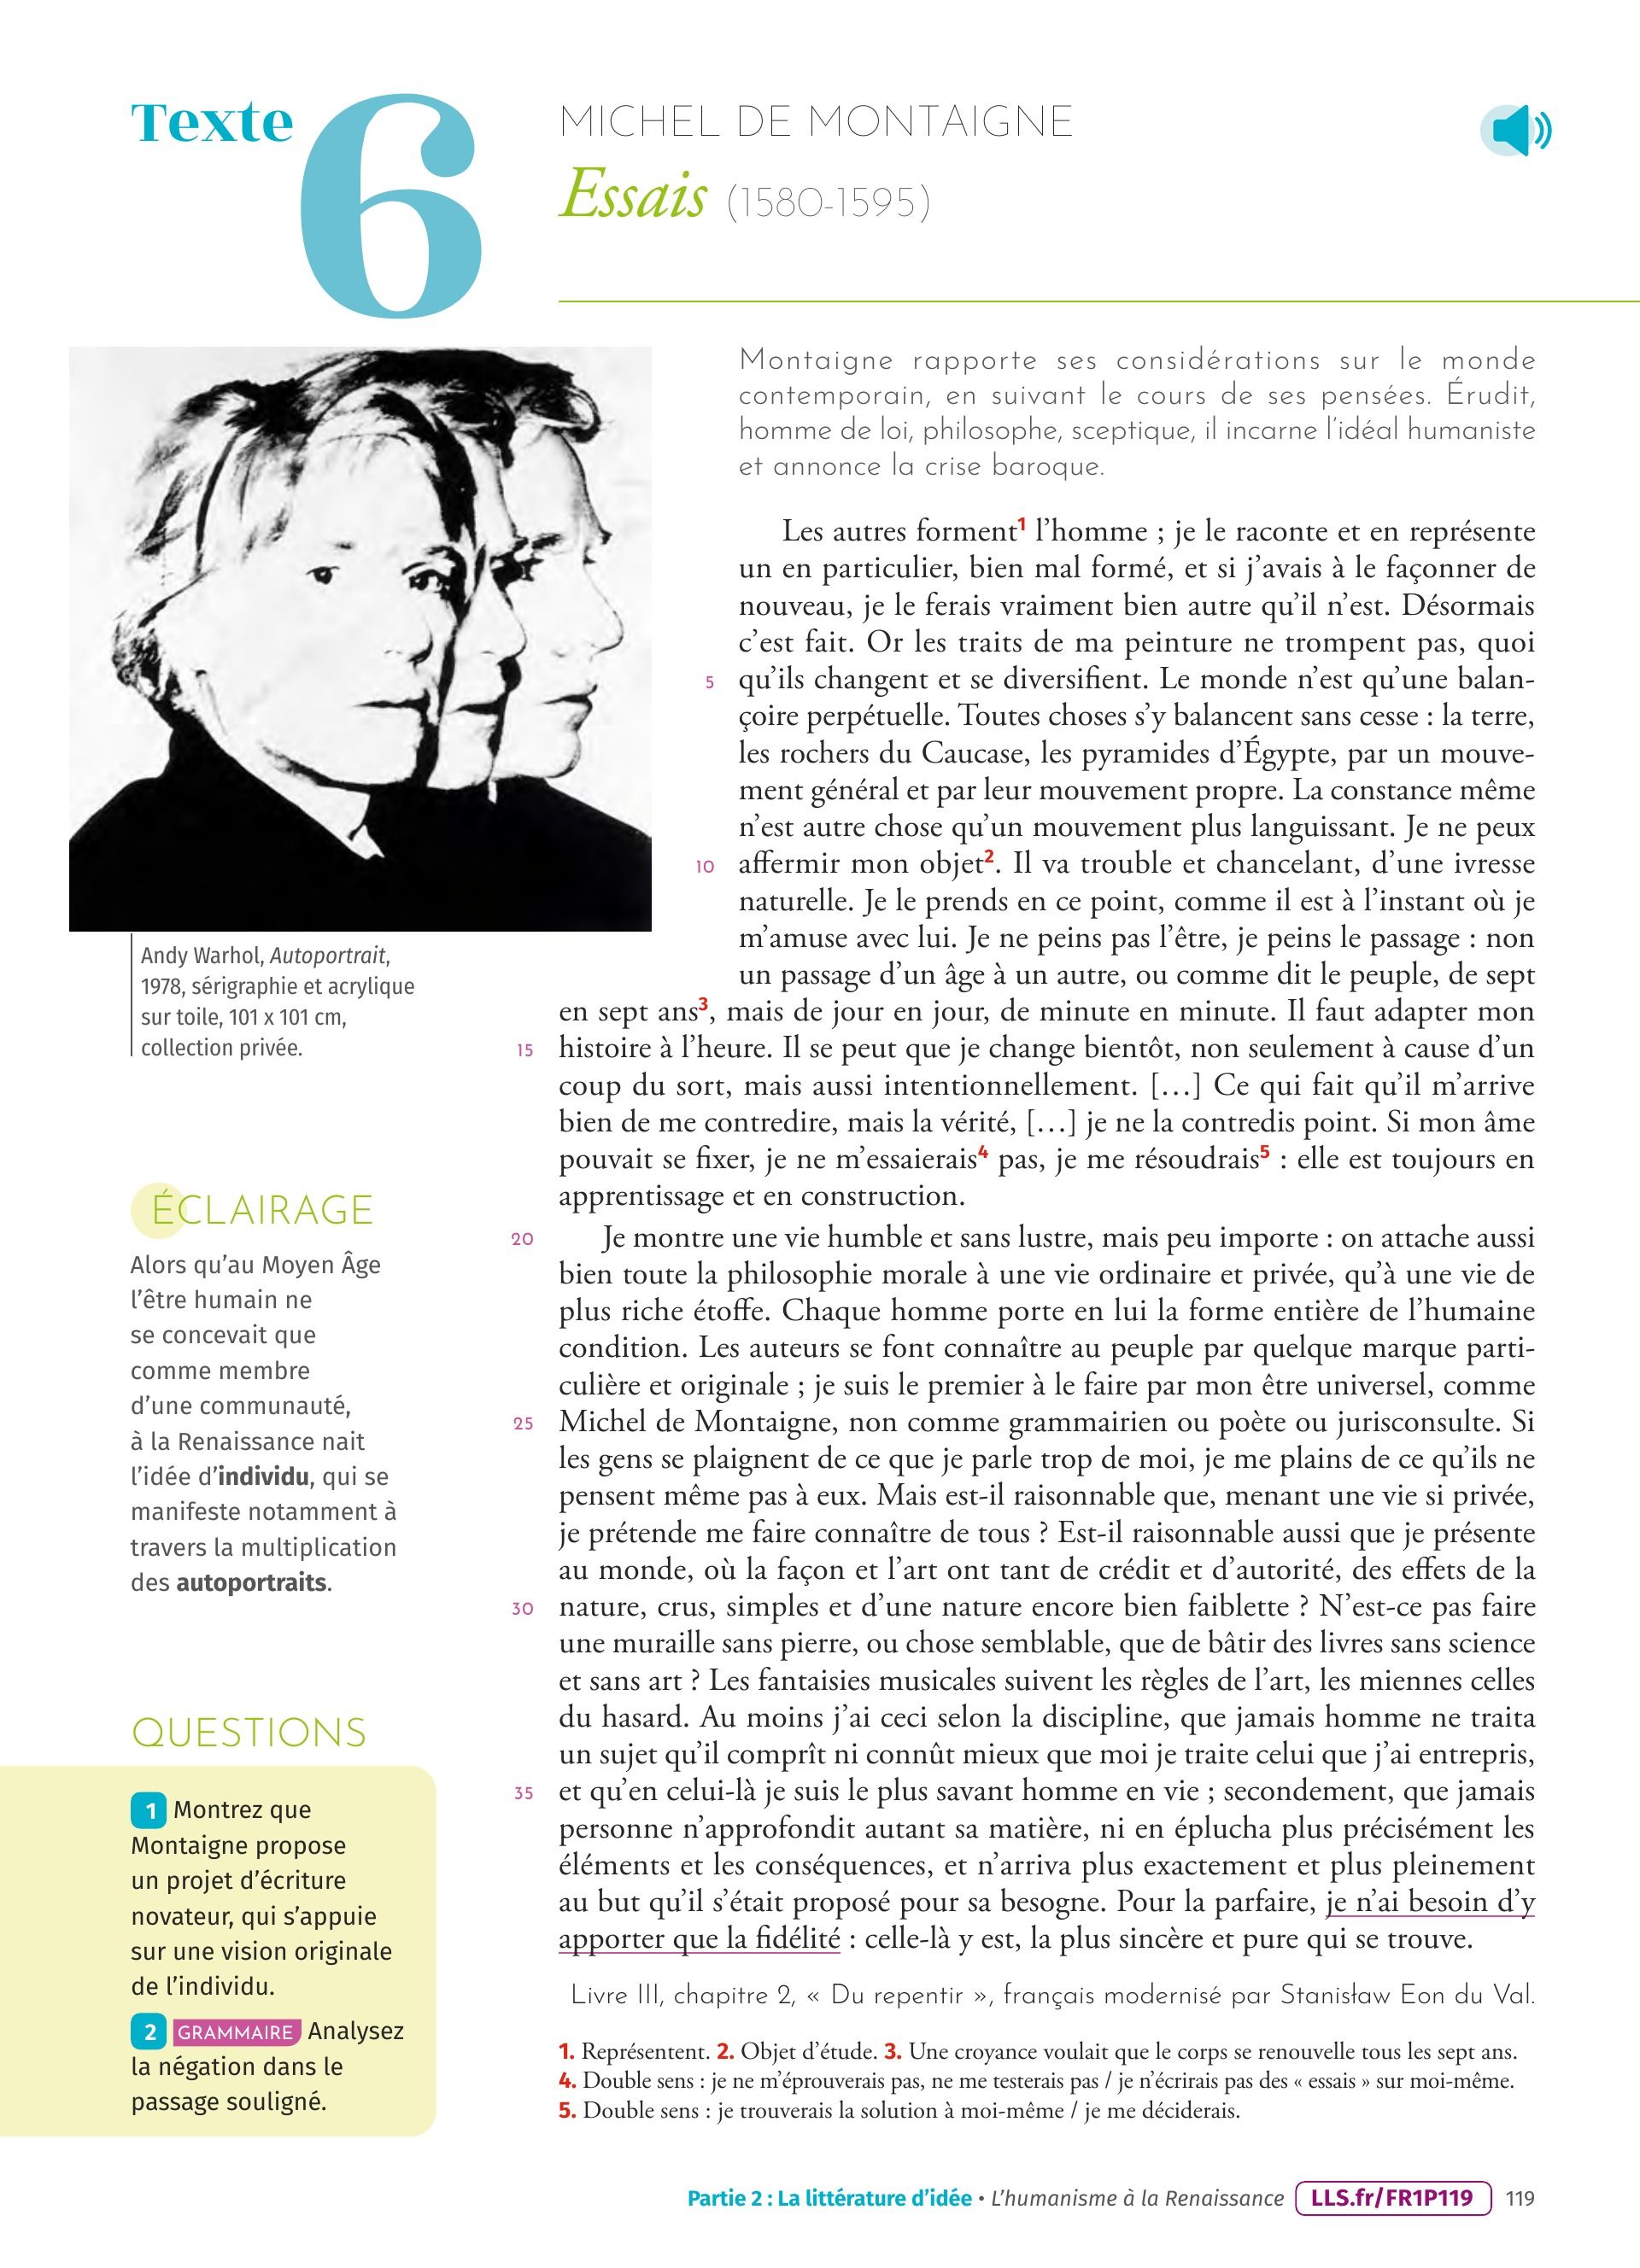 Texte 6
MICHEL DE MONTAIGNE
Essais (1580-1595)
Montaigne rapporte ses considérations sur le monde
contemporain, en suivant le cours de ses pensées. Érudit,
homme de loi, philosophe, sceptique, il incarne l'idéal humaniste
et annonce la crise baroque.
Les autres forment1 l'homme ; je le raconte et en représente
un en particulier, bien mal formé, et si j'avais à le façonner de
nouveau, je le ferais vraiment bien autre qu'il n'est. Désormais
c'est fait. Or les traits de ma peinture ne trompent pas, quoi
5 qu'ils changent et se diversifient. Le monde n'est qu'une balan-
çoire perpétuelle. Toutes choses s'y balancent sans cesse : la terre,
les rochers du Caucase, les pyramides d'Égypte, par un mouve-
ment général et par leur mouvement propre. La constance même
n'est autre chose qu'un mouvement plus languissant. Je ne peux
10 affermir mon objet2. Il va trouble et chancelant, d'une ivresse
naturelle. Je le prends en ce point, comme il est à l'instant où je
m'amuse avec lui. Je ne peins pas l'être, je peins le passage : non
un passage d'un âge à un autre, ou comme dit le peuple, de sept
en sept ans3, mais de jour en jour, de minute en minute. Il faut adapter mon
15 histoire à l'heure. Il se peut que je change bientôt, non seulement à cause d'un
coup du sort, mais aussi intentionnellement. […] Ce qui fait qu'il m'arrive
bien de me contredire, mais la vérité, […] je ne la contredis point. Si mon âme
pouvait se fixer, je ne m'essaierais4 pas, je me résoudrais5 : elle est toujours en
apprentissage et en construction.
20 Je montre une vie humble et sans lustre, mais peu importe : on attache aussi
bien toute la philosophie morale à une vie ordinaire et privée, qu'à une vie de
plus riche étoffe. Chaque homme porte en lui la forme entière de l'humaine
condition. Les auteurs se font connaître au peuple par quelque marque parti-
culière et originale ; je suis le premier à le faire par mon être universel, comme
25 Michel de Montaigne, non comme grammairien ou poète ou jurisconsulte. Si
les gens se plaignent de ce que je parle trop de moi, je me plains de ce qu'ils ne
pensent même pas à eux. Mais est-il raisonnable que, menant une vie si privée,
je prétende me faire connaître de tous ? Est-il raisonnable aussi que je présente
au monde, où la façon et l'art ont tant de crédit et d'autorité, des effets de la
30 nature, crus, simples et d'une nature encore bien faiblette ? N'est-ce pas faire
une muraille sans pierre, ou chose semblable, que de bâtir des livres sans science
et sans art ? Les fantaisies musicales suivent les règles de l'art, les miennes celles
du hasard. Au moins j'ai ceci selon la discipline, que jamais homme ne traita
un sujet qu'il comprît ni connût mieux que moi je traite celui que j'ai entrepris,
35 et qu'en celui-là je suis le plus savant homme en vie ; secondement, que jamais
personne n'approfondit autant sa matière, ni en éplucha plus précisément les
éléments et les conséquences, et n'arriva plus exactement et plus pleinement
au but qu'il s'était proposé pour sa besogne. Pour la parfaire, je n'ai besoin d'y
apporter que la fidélité : celle-là y est, la plus sincère et pure qui se trouve.
Livre III, chapitre 2, « Du repentir », français modernisé par Stanisław Eon du Val.
1. Représentent. 2. Objet d'étude. 3. Une croyance voulait que le corps se renouvelle tous les sept ans.
4. Double sens : je ne m'éprouverais pas, ne me testerais pas / je n'écrirais pas des « essais » sur moi-même.
5. Double sens : je trouverais la solution à moi-même / je me déciderais.
Andy Warhol, Autoportrait,
1978, sérigraphie et acrylique
sur toile, 101 x 101 cm,
collection privée.
ÉCLAIRAGE
Alors qu'au Moyen Âge
l'être humain ne
se concevait que
comme membre
d'une communauté,
à la Renaissance nait
l'idée d'individu, qui se
manifeste notamment à
travers la multiplication
des autoportraits.
QUESTIONS
1 Montrez que
Montaigne propose
un projet d'écriture
novateur, qui s'appuie
sur une vision originale
de l'individu.
2 GRAMMAIRE Analysez
la négation dans le
passage souligné.
Partie 2 : La littérature d'idée • L'humanisme à la Renaissance LLS.fr/FR1P119 119